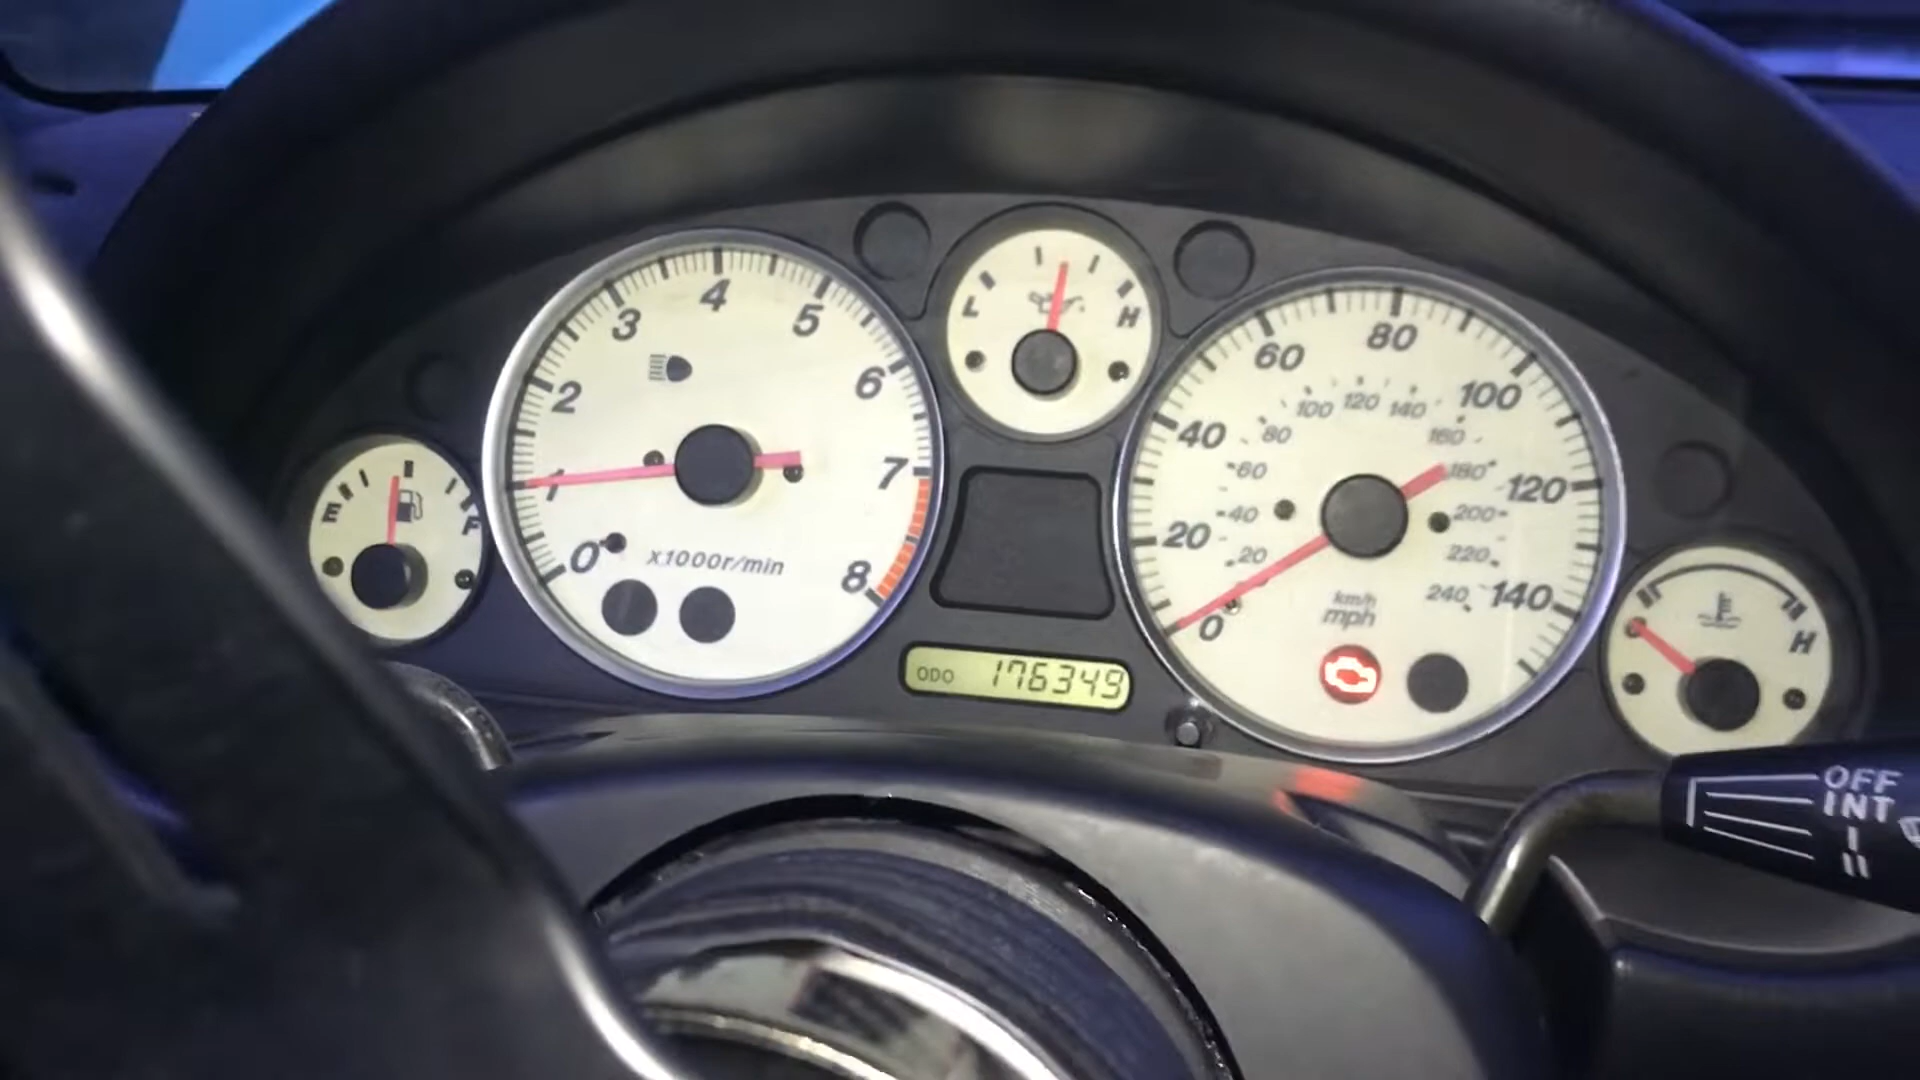 E F
0 1 2 3 4 5 6 7 8
x1000r/min
L H
ODO 176349
0 20 40 60 80 100 120 140
20 40 60 80 100 120 140 160 180 200 220 240
km/h
mph
H
OFF
INT
I
II